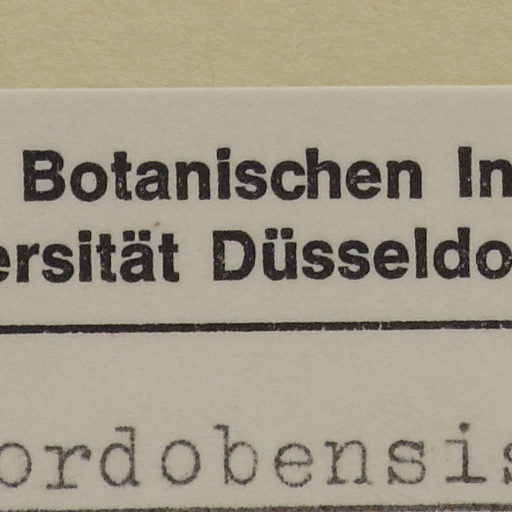 Botanischen In
ersität Düsseldo
ordobensis